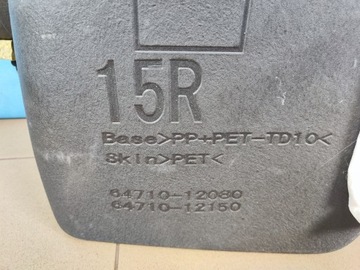 15R
Base>PP+PET-TD10<
Skin>PET<
64710-12080
64710-12150